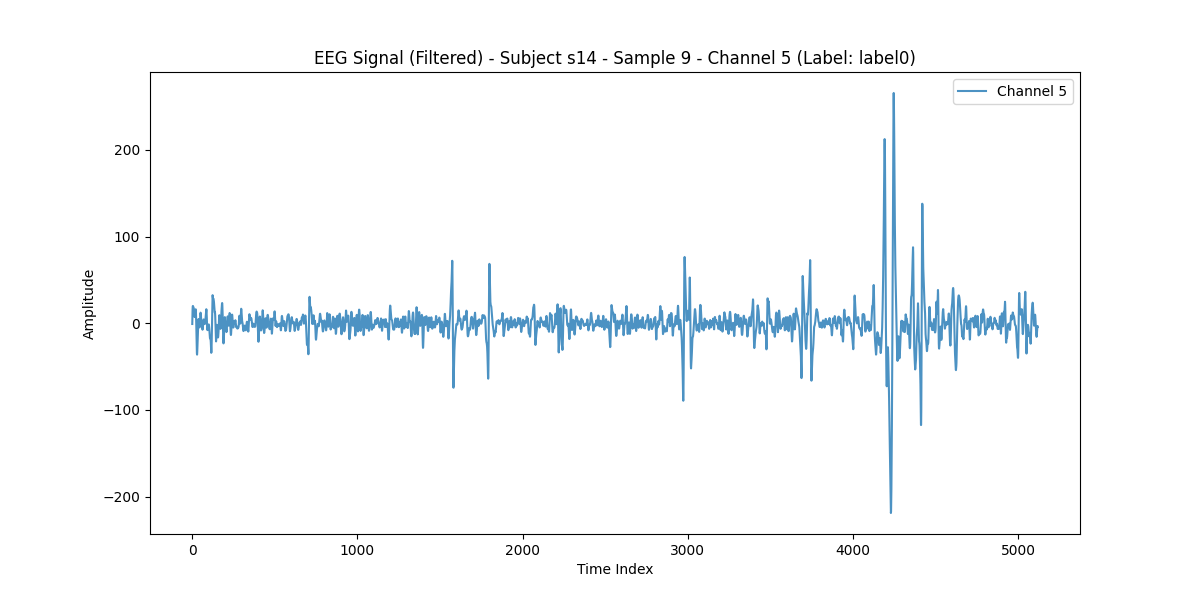 EEG Signal (Filtered) - Subject s14 - Sample 9 - Channel 5 (Label: label0)
Channel 5
Amplitude
200
100
0
−100
−200
0 1000 2000 3000 4000 5000
Time Index